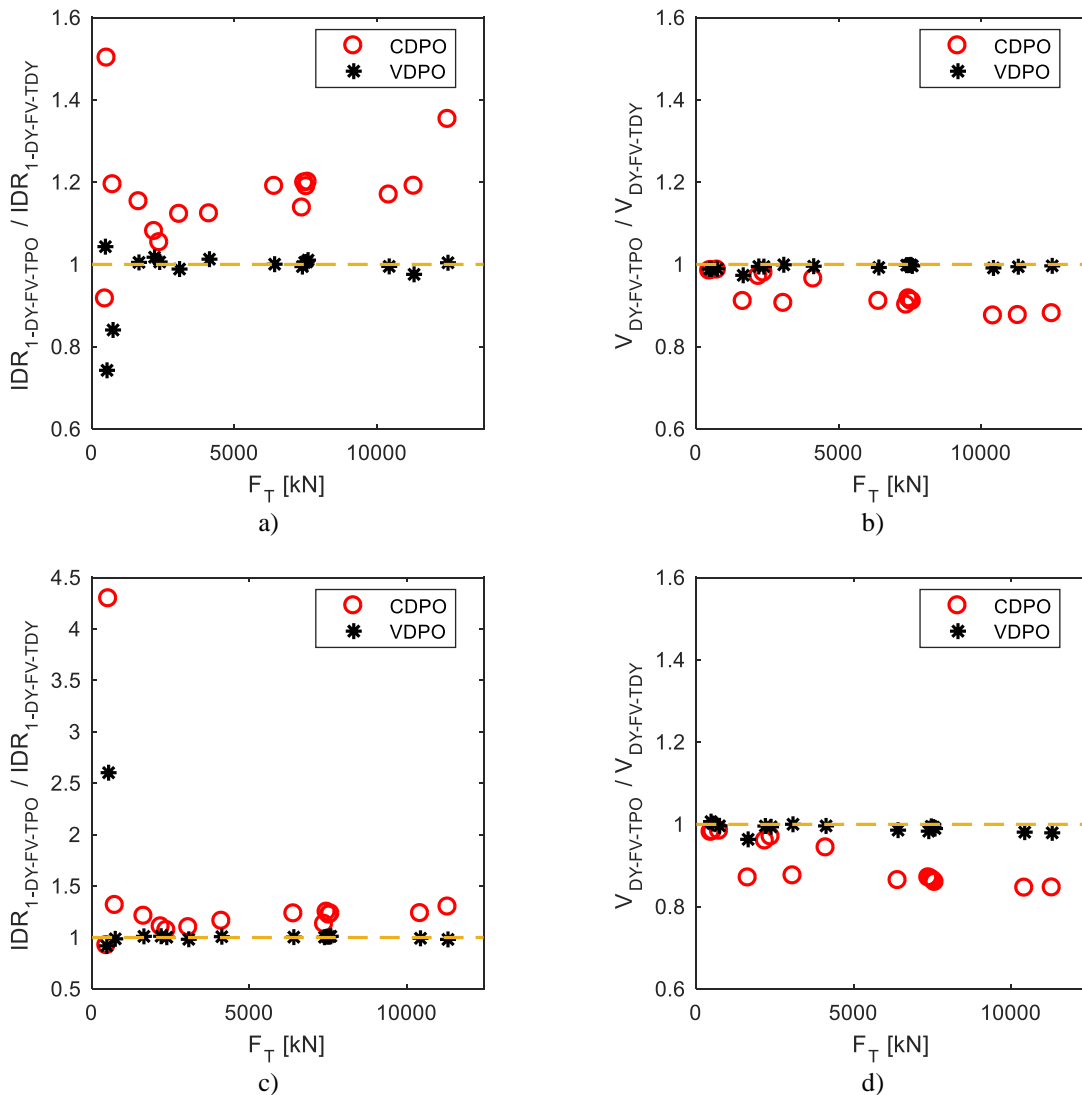 1.6
1.4
1.2
1
0.8
0.6
IDR1-DY-FV-TPO / IDR1-DY-FV-TDY
CDPO
VDPO
0 5000 10000
FT [kN]
a)
1.6
1.4
1.2
1
0.8
0.6
VDY-FV-TPO / VDY-FV-TDY
CDPO
VDPO
0 5000 10000
FT [kN]
b)
4.5
4
3.5
3
2.5
2
1.5
1
0.5
IDR1-DY-FV-TPO / IDR1-DY-FV-TDY
CDPO
VDPO
0 5000 10000
FT [kN]
c)
1.6
1.4
1.2
1
0.8
0.6
VDY-FV-TPO / VDY-FV-TDY
CDPO
VDPO
0 5000 10000
FT [kN]
d)